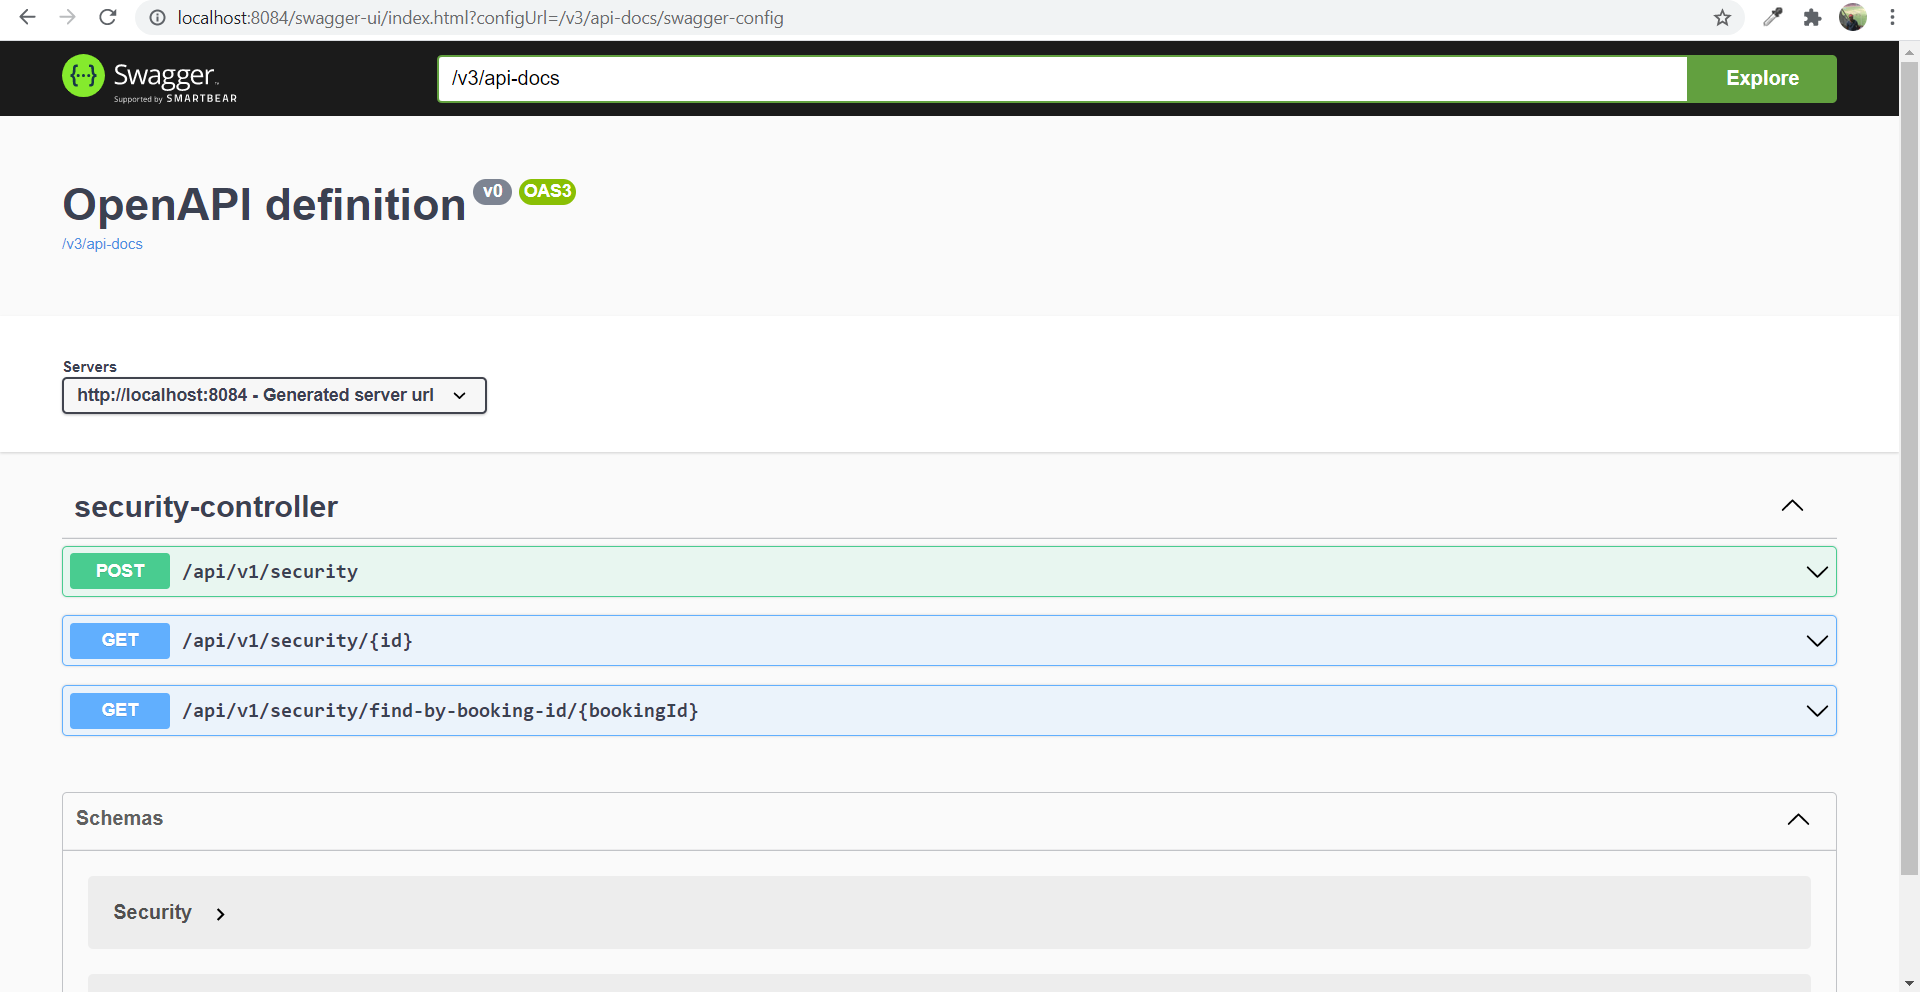 localhost:8084/swagger-ui/index.html?configUrl=/v3/api-docs/swagger-config
{...} Swagger
Supported by SMARTBEAR
/v3/api-docs
Explore
OpenAPI definition v0 OAS3
/v3/api-docs
Servers
http://localhost:8084 - Generated server url
security-controller
POST /api/v1/security
GET /api/v1/security/{id}
GET /api/v1/security/find-by-booking-id/{bookingId}
Schemas
Security